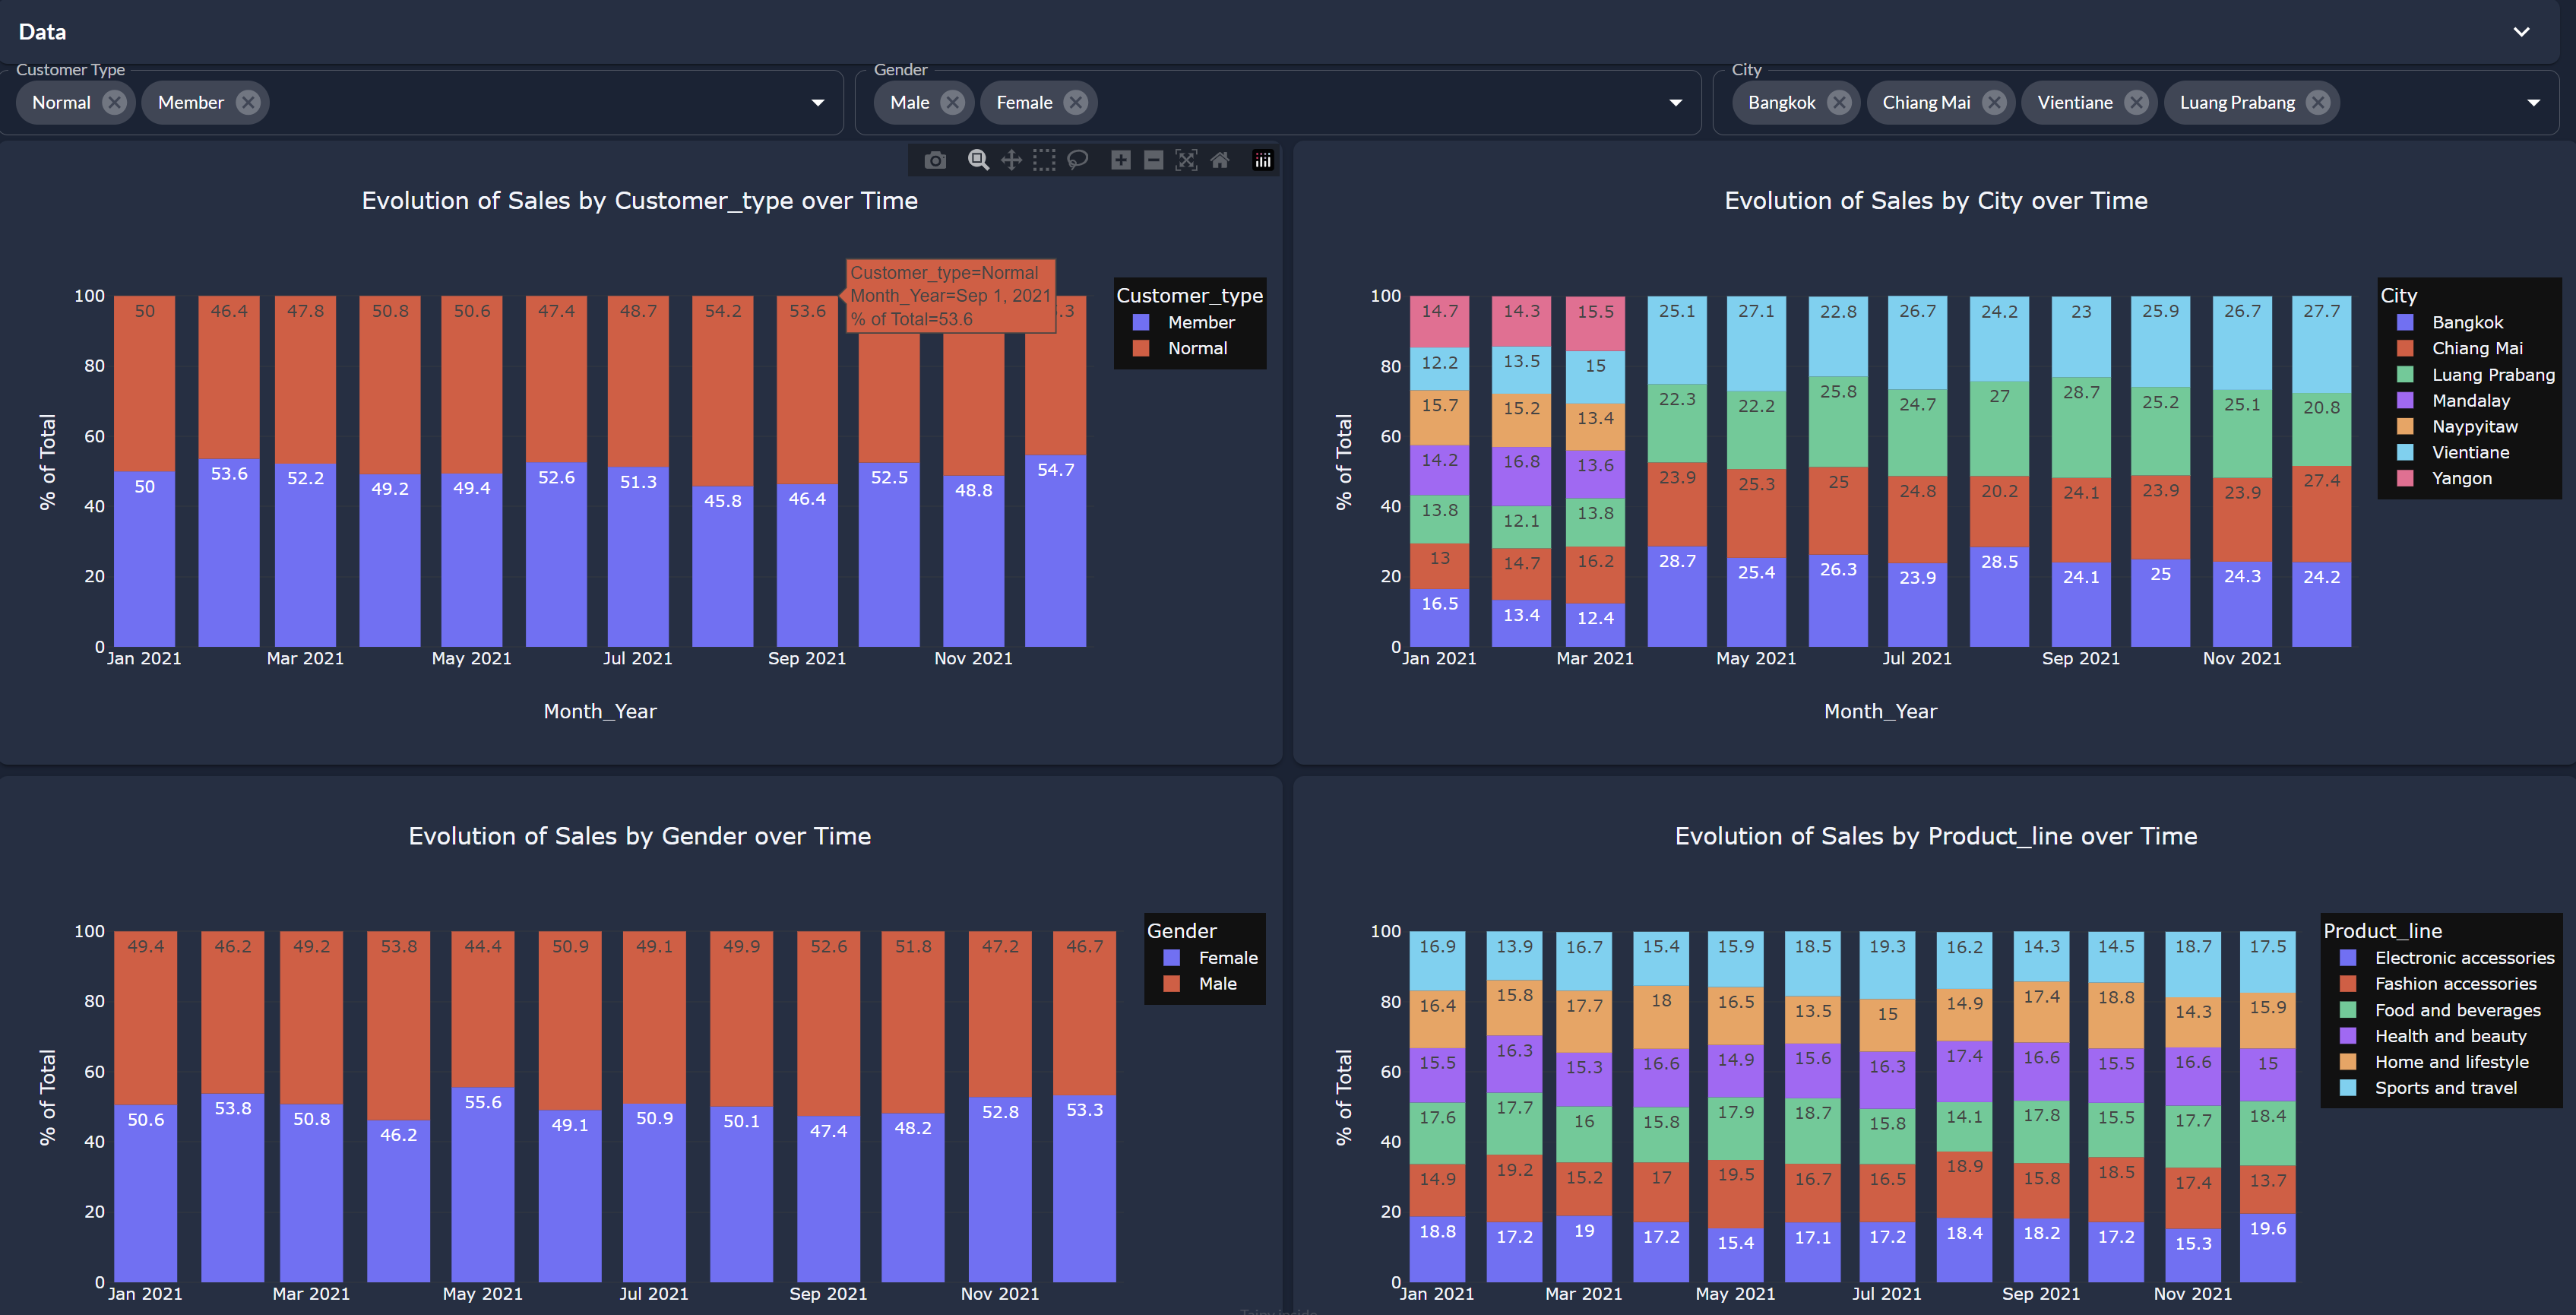 Data
Customer Type
Normal Member
Gender
Male Female
City
Bangkok Chiang Mai Vientiane Luang Prabang
Evolution of Sales by Customer_type over Time
Customer_type=Normal
Month_Year=Sep 1, 2021
% of Total=53.6
Customer_type
Member
Normal
% of Total
100
80
60
40
20
0
50 46.4 47.8 50.8 50.6 47.4 48.7 54.2 53.6 .3
50 53.6 52.2 49.2 49.4 52.6 51.3 45.8 46.4 52.5 48.8 54.7
Jan 2021 Mar 2021 May 2021 Jul 2021 Sep 2021 Nov 2021
Month_Year
Evolution of Sales by City over Time
City
Bangkok
Chiang Mai
Luang Prabang
Mandalay
Naypyitaw
Vientiane
Yangon
% of Total
100
80
60
40
20
0
14.7 14.3 15.5
12.2 13.5 15 25.1 27.1 22.8 26.7 24.2 23 25.9 26.7 27.7
15.7 15.2 13.4
14.2 16.8 13.6
13.8 12.1 13.8 22.3 22.2 25.8 24.7 27 28.7 25.2 25.1 20.8
13 14.7 16.2 23.9 25.3 25 24.8 20.2 24.1 23.9 23.9 27.4
16.5 13.4 12.4 28.7 25.4 26.3 23.9 28.5 24.1 25 24.3 24.2
Jan 2021 Mar 2021 May 2021 Jul 2021 Sep 2021 Nov 2021
Month_Year
Evolution of Sales by Gender over Time
Gender
Female
Male
% of Total
100
80
60
40
20
0
49.4 46.2 49.2 53.8 44.4 50.9 49.1 49.9 52.6 51.8 47.2 46.7
50.6 53.8 50.8 46.2 55.6 49.1 50.9 50.1 47.4 48.2 52.8 53.3
Jan 2021 Mar 2021 May 2021 Jul 2021 Sep 2021 Nov 2021
Evolution of Sales by Product_line over Time
Product_line
Electronic accessories
Fashion accessories
Food and beverages
Health and beauty
Home and lifestyle
Sports and travel
% of Total
100
80
60
40
20
0
16.9 13.9 16.7 15.4 15.9 18.5 19.3 16.2 14.3 14.5 18.7 17.5
16.4 15.8 17.7 18 16.5 13.5 15 14.9 17.4 18.8 14.3 15.9
15.5 16.3 15.3 16.6 14.9 15.6 16.3 17.4 16.6 15.5 16.6 15
17.6 17.7 16 15.8 17.9 18.7 15.8 14.1 17.8 15.5 17.7 18.4
14.9 19.2 15.2 17 19.5 16.7 16.5 18.9 15.8 18.5 17.4 13.7
18.8 17.2 19 17.2 15.4 17.1 17.2 18.4 18.2 17.2 15.3 19.6
Jan 2021 Mar 2021 May 2021 Jul 2021 Sep 2021 Nov 2021